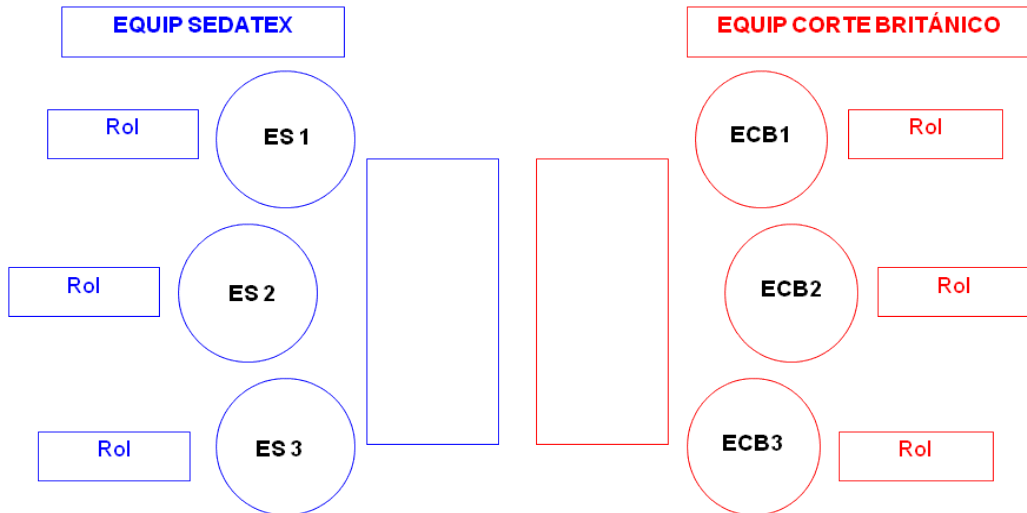 EQUIP SEDATEX
EQUIP CORTE BRITÁNICO
Rol
ES 1
ECB1
Rol
Rol
ES 2
ECB2
Rol
Rol
ES 3
ECB3
Rol